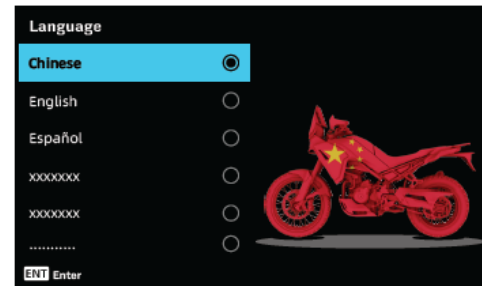 Language
Chinese
English
Español
xxxxxxx
xxxxxxx
...........
ENT Enter